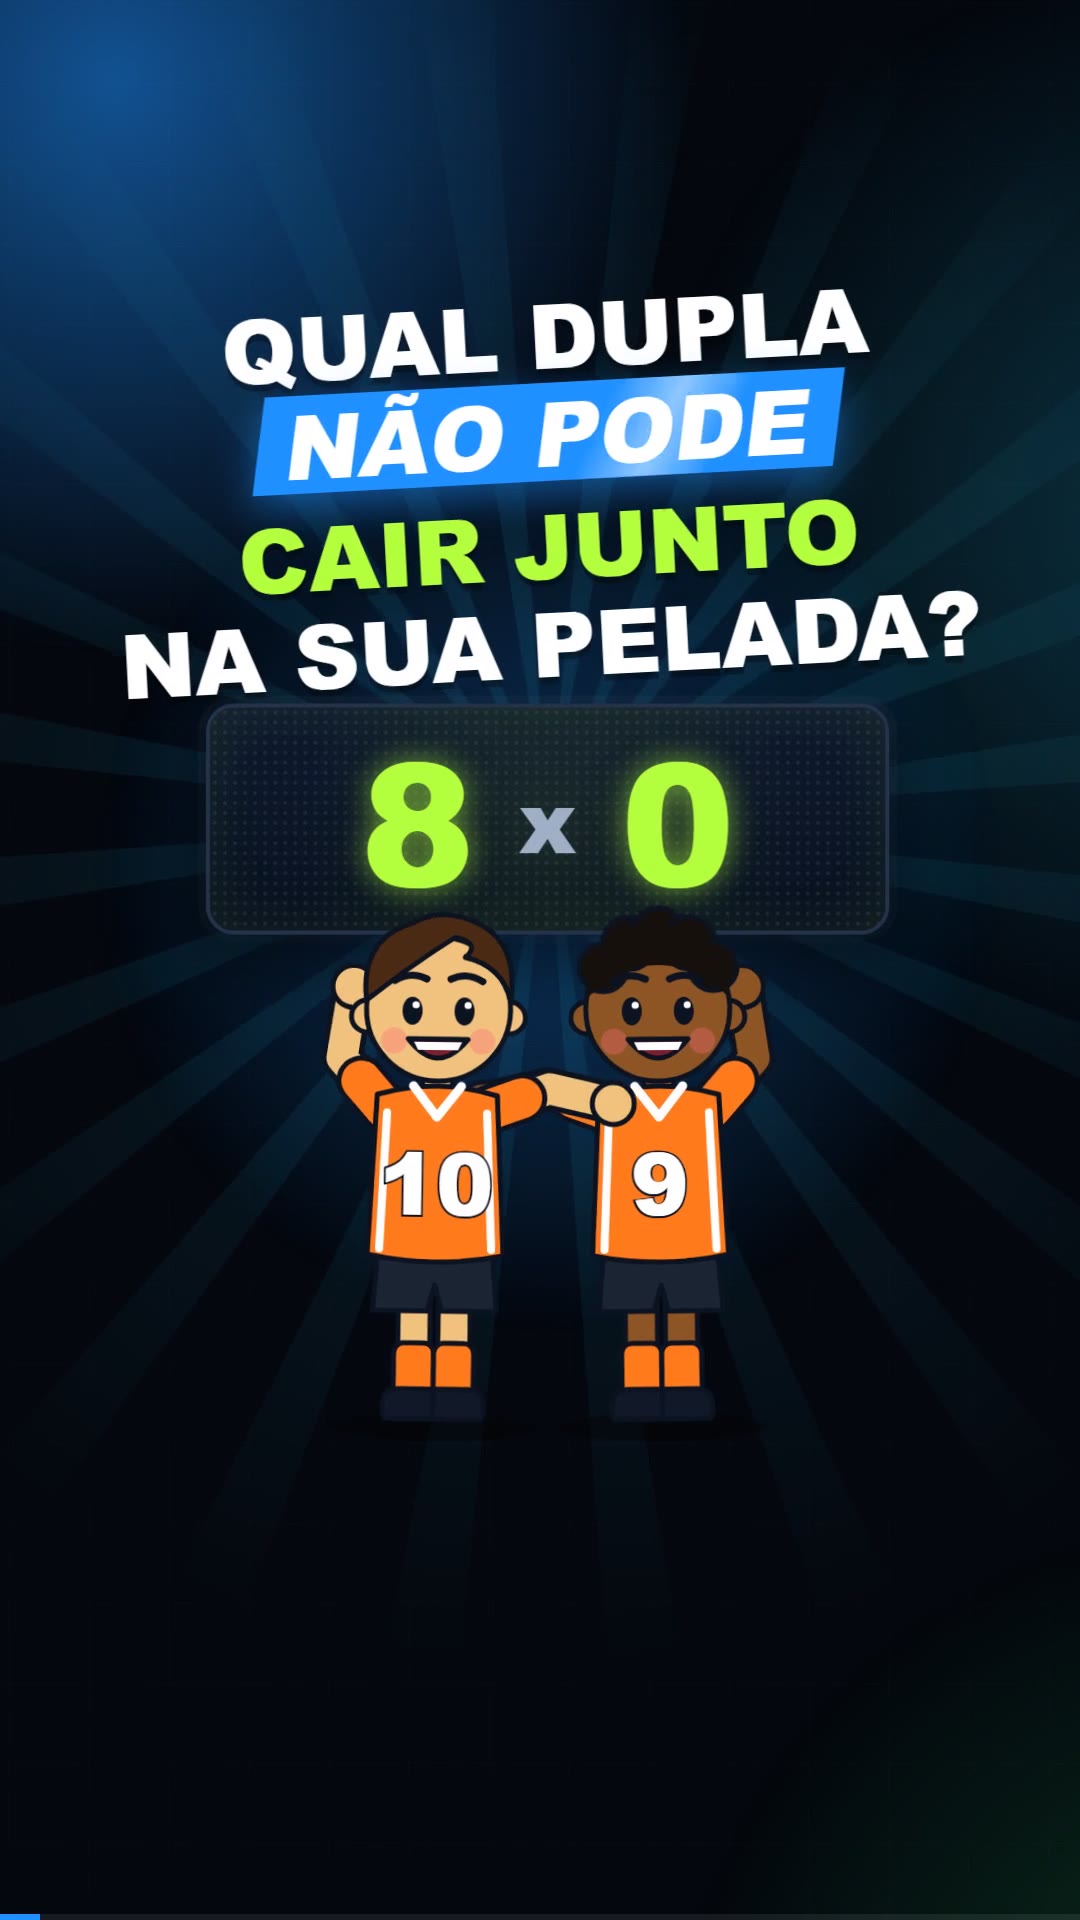 QUAL DUPLA
NÃO PODE
CAIR JUNTO
NA SUA PELADA?
8 x 0
10 9